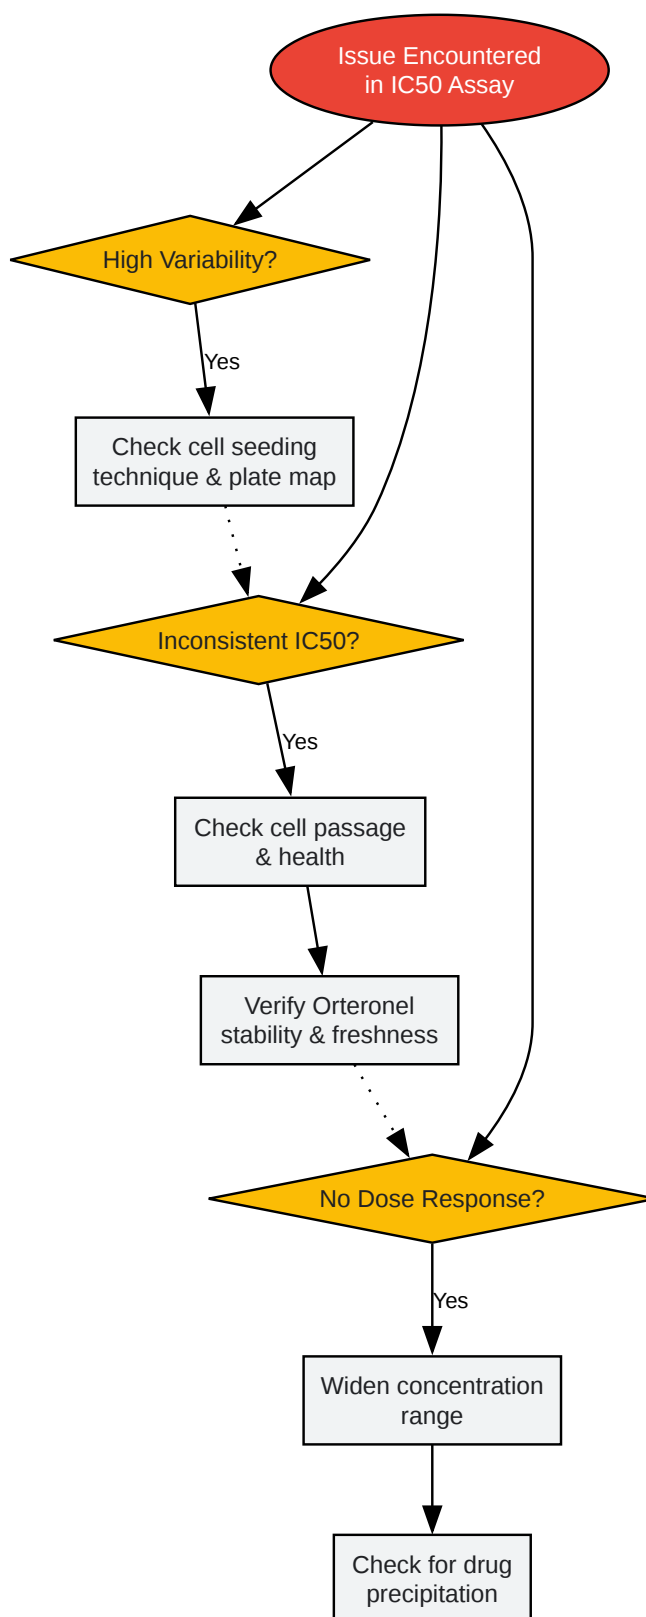 Issue Encountered
in IC50 Assay
High Variability?
Yes
Check cell seeding
technique & plate map
Inconsistent IC50?
Yes
Check cell passage
& health
Verify Orteronel
stability & freshness
No Dose Response?
Yes
Widen concentration
range
Check for drug
precipitation